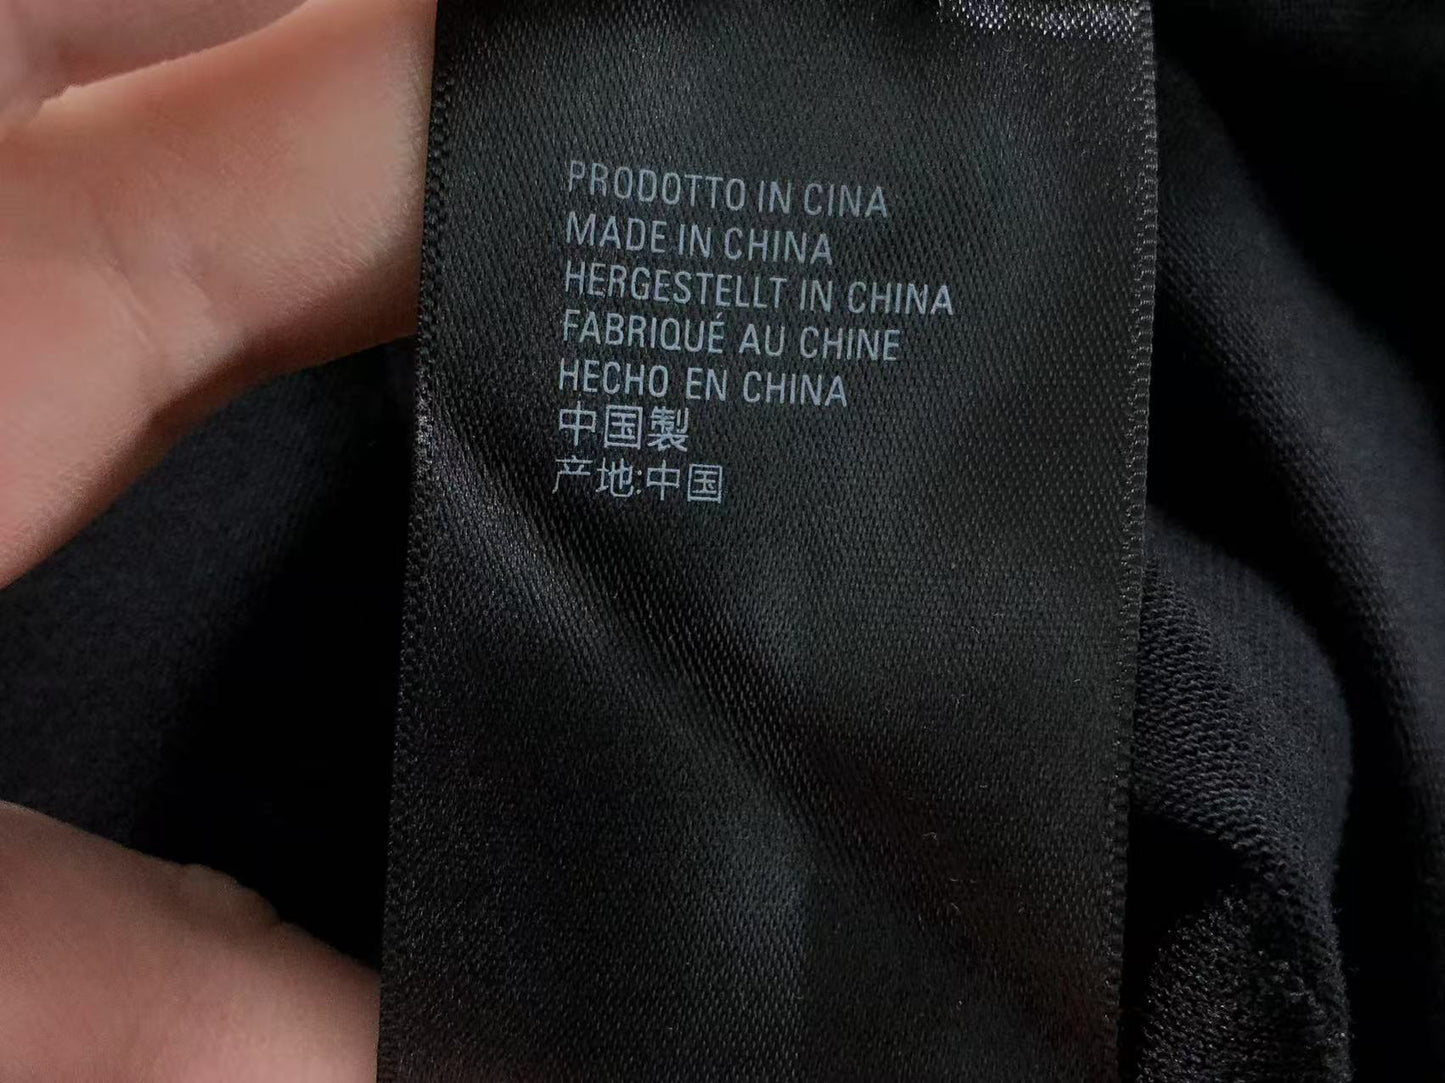 PRODOTTO IN CINA
MADE IN CHINA
HERGESTELLT IN CHINA
FABRIQUÉ AU CHINE
HECHO EN CHINA
中国製
产地:中国